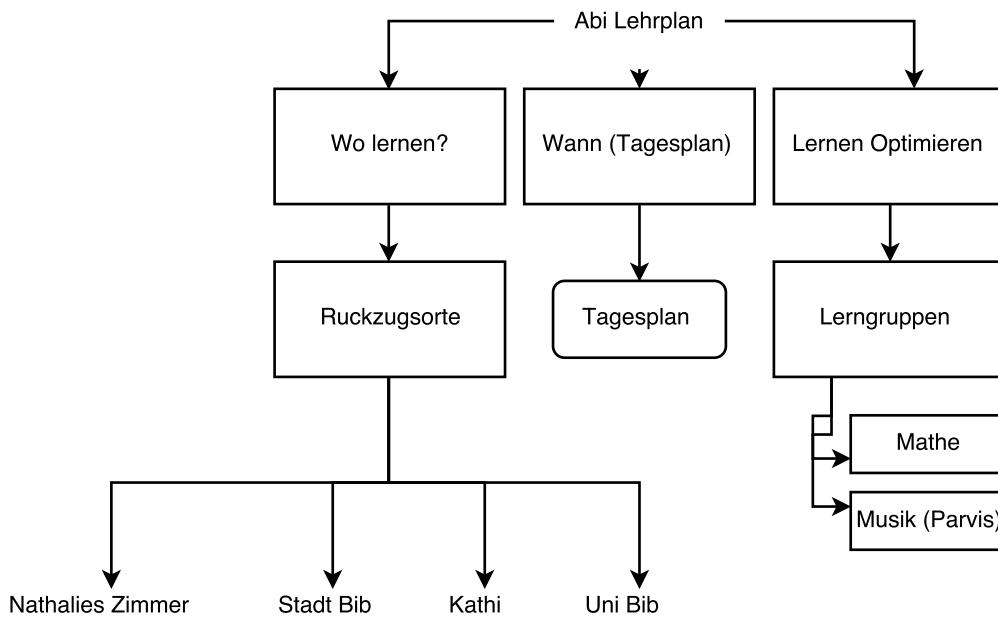 Abi Lehrplan
Wo lernen?
Wann (Tagesplan)
Lernen Optimieren
Ruckzugsorte
Tagesplan
Lerngruppen
Mathe
Musik (Parvis)
Nathalies Zimmer
Stadt Bib
Kathi
Uni Bib